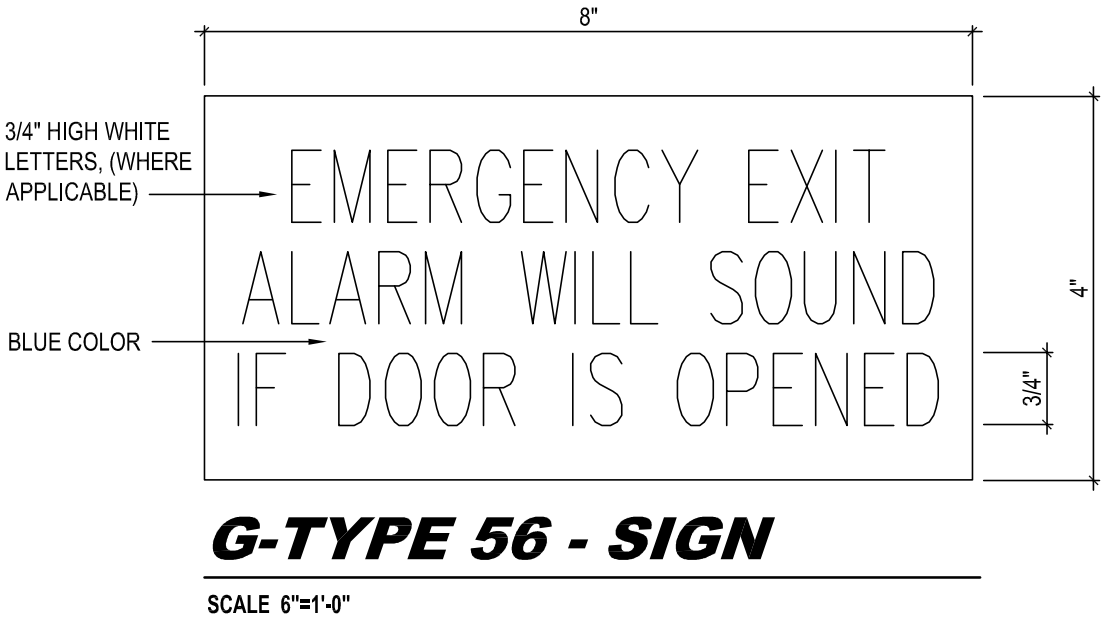 8"
3/4" HIGH WHITE
LETTERS, (WHERE
APPLICABLE)
EMERGENCY EXIT
ALARM WILL SOUND
4"
BLUE COLOR
IF DOOR IS OPENED
3/4"
G-TYPE 56 - SIGN
SCALE 6"=1'-0"